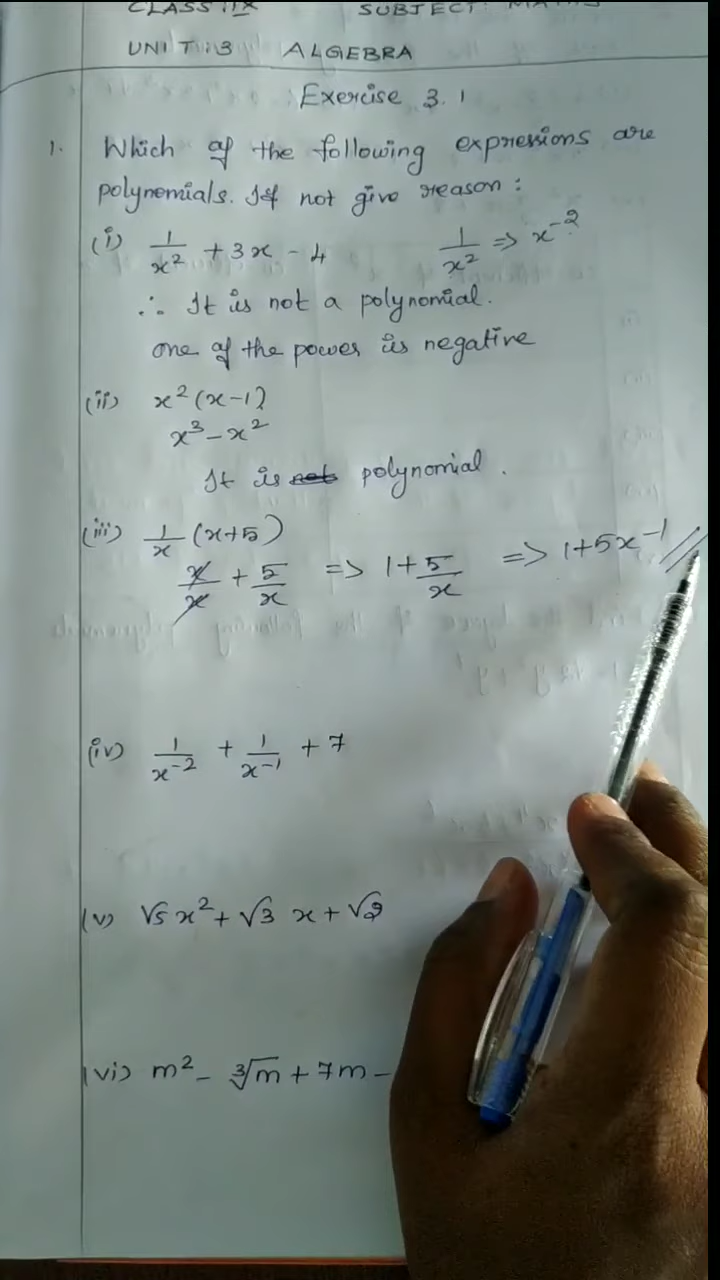 CLASS : IX SUBJECT : MATHS
UNIT : 3 ALGEBRA
Exercise 3.1
1. Which of the following expressions are
polynomials. If not give reason :
(i) 1/x² + 3x - 4 1/x² => x⁻²
∴ It is not a polynomial.
one of the power is negative
(ii) x²(x-1)
x³ - x²
It is not polynomial.
(iii) 1/x (x+5)
x/x + 5/x => 1 + 5/x => 1+5x⁻¹ //
(iv) 1/x⁻² + 1/x⁻¹ + 7
(v) √5 x² + √3 x + √2
(vi) m² - ∛m + 7m -